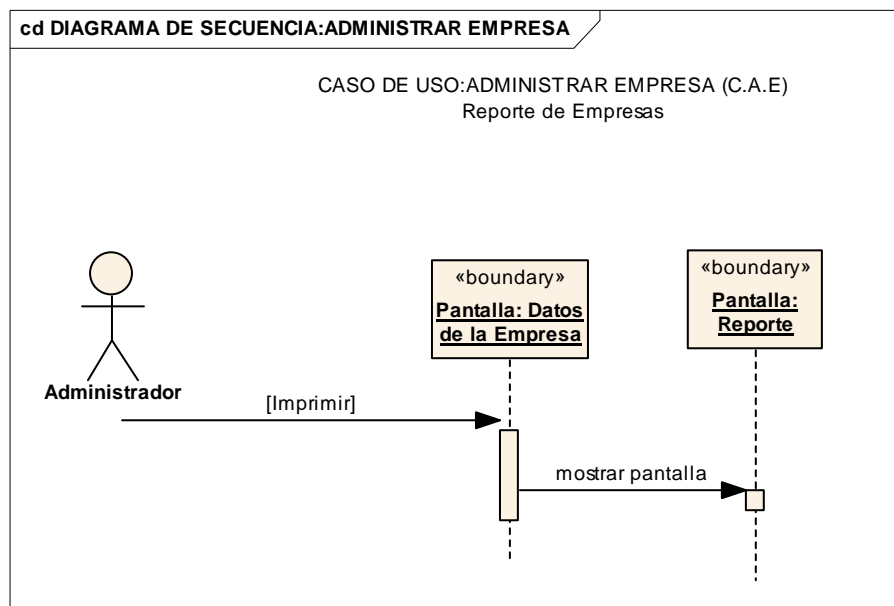 cd DIAGRAMA DE SECUENCIA:ADMINISTRAR EMPRESA
CASO DE USO:ADMINISTRAR EMPRESA (C.A.E)
Reporte de Empresas
Administrador
«boundary»
Pantalla: Datos
de la Empresa
«boundary»
Pantalla:
Reporte
[Imprimir]
mostrar pantalla